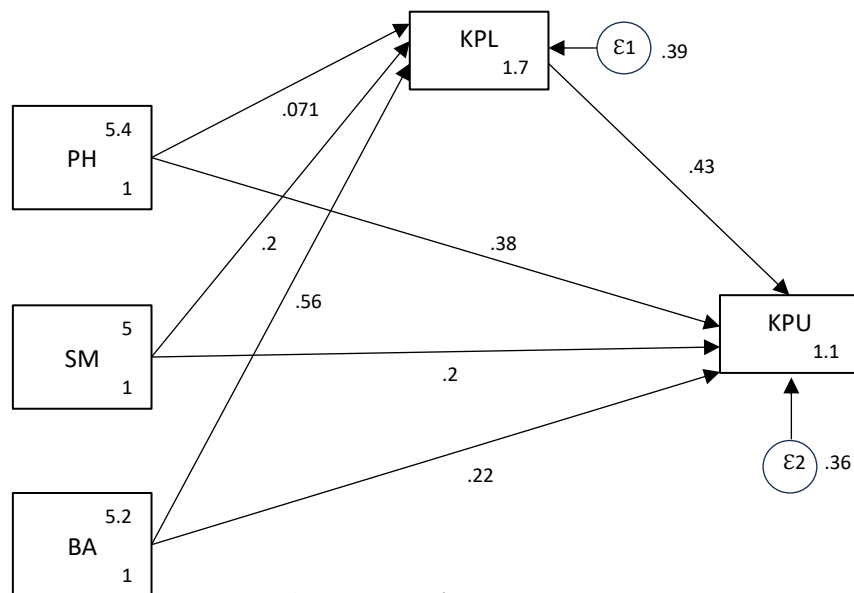 KPL
1.7
ε1
.39
5.4
PH
1
.071
.43
.38
.2
.56
5
SM
1
KPU
1.1
.2
5.2
BA
1
.22
ε2
.36